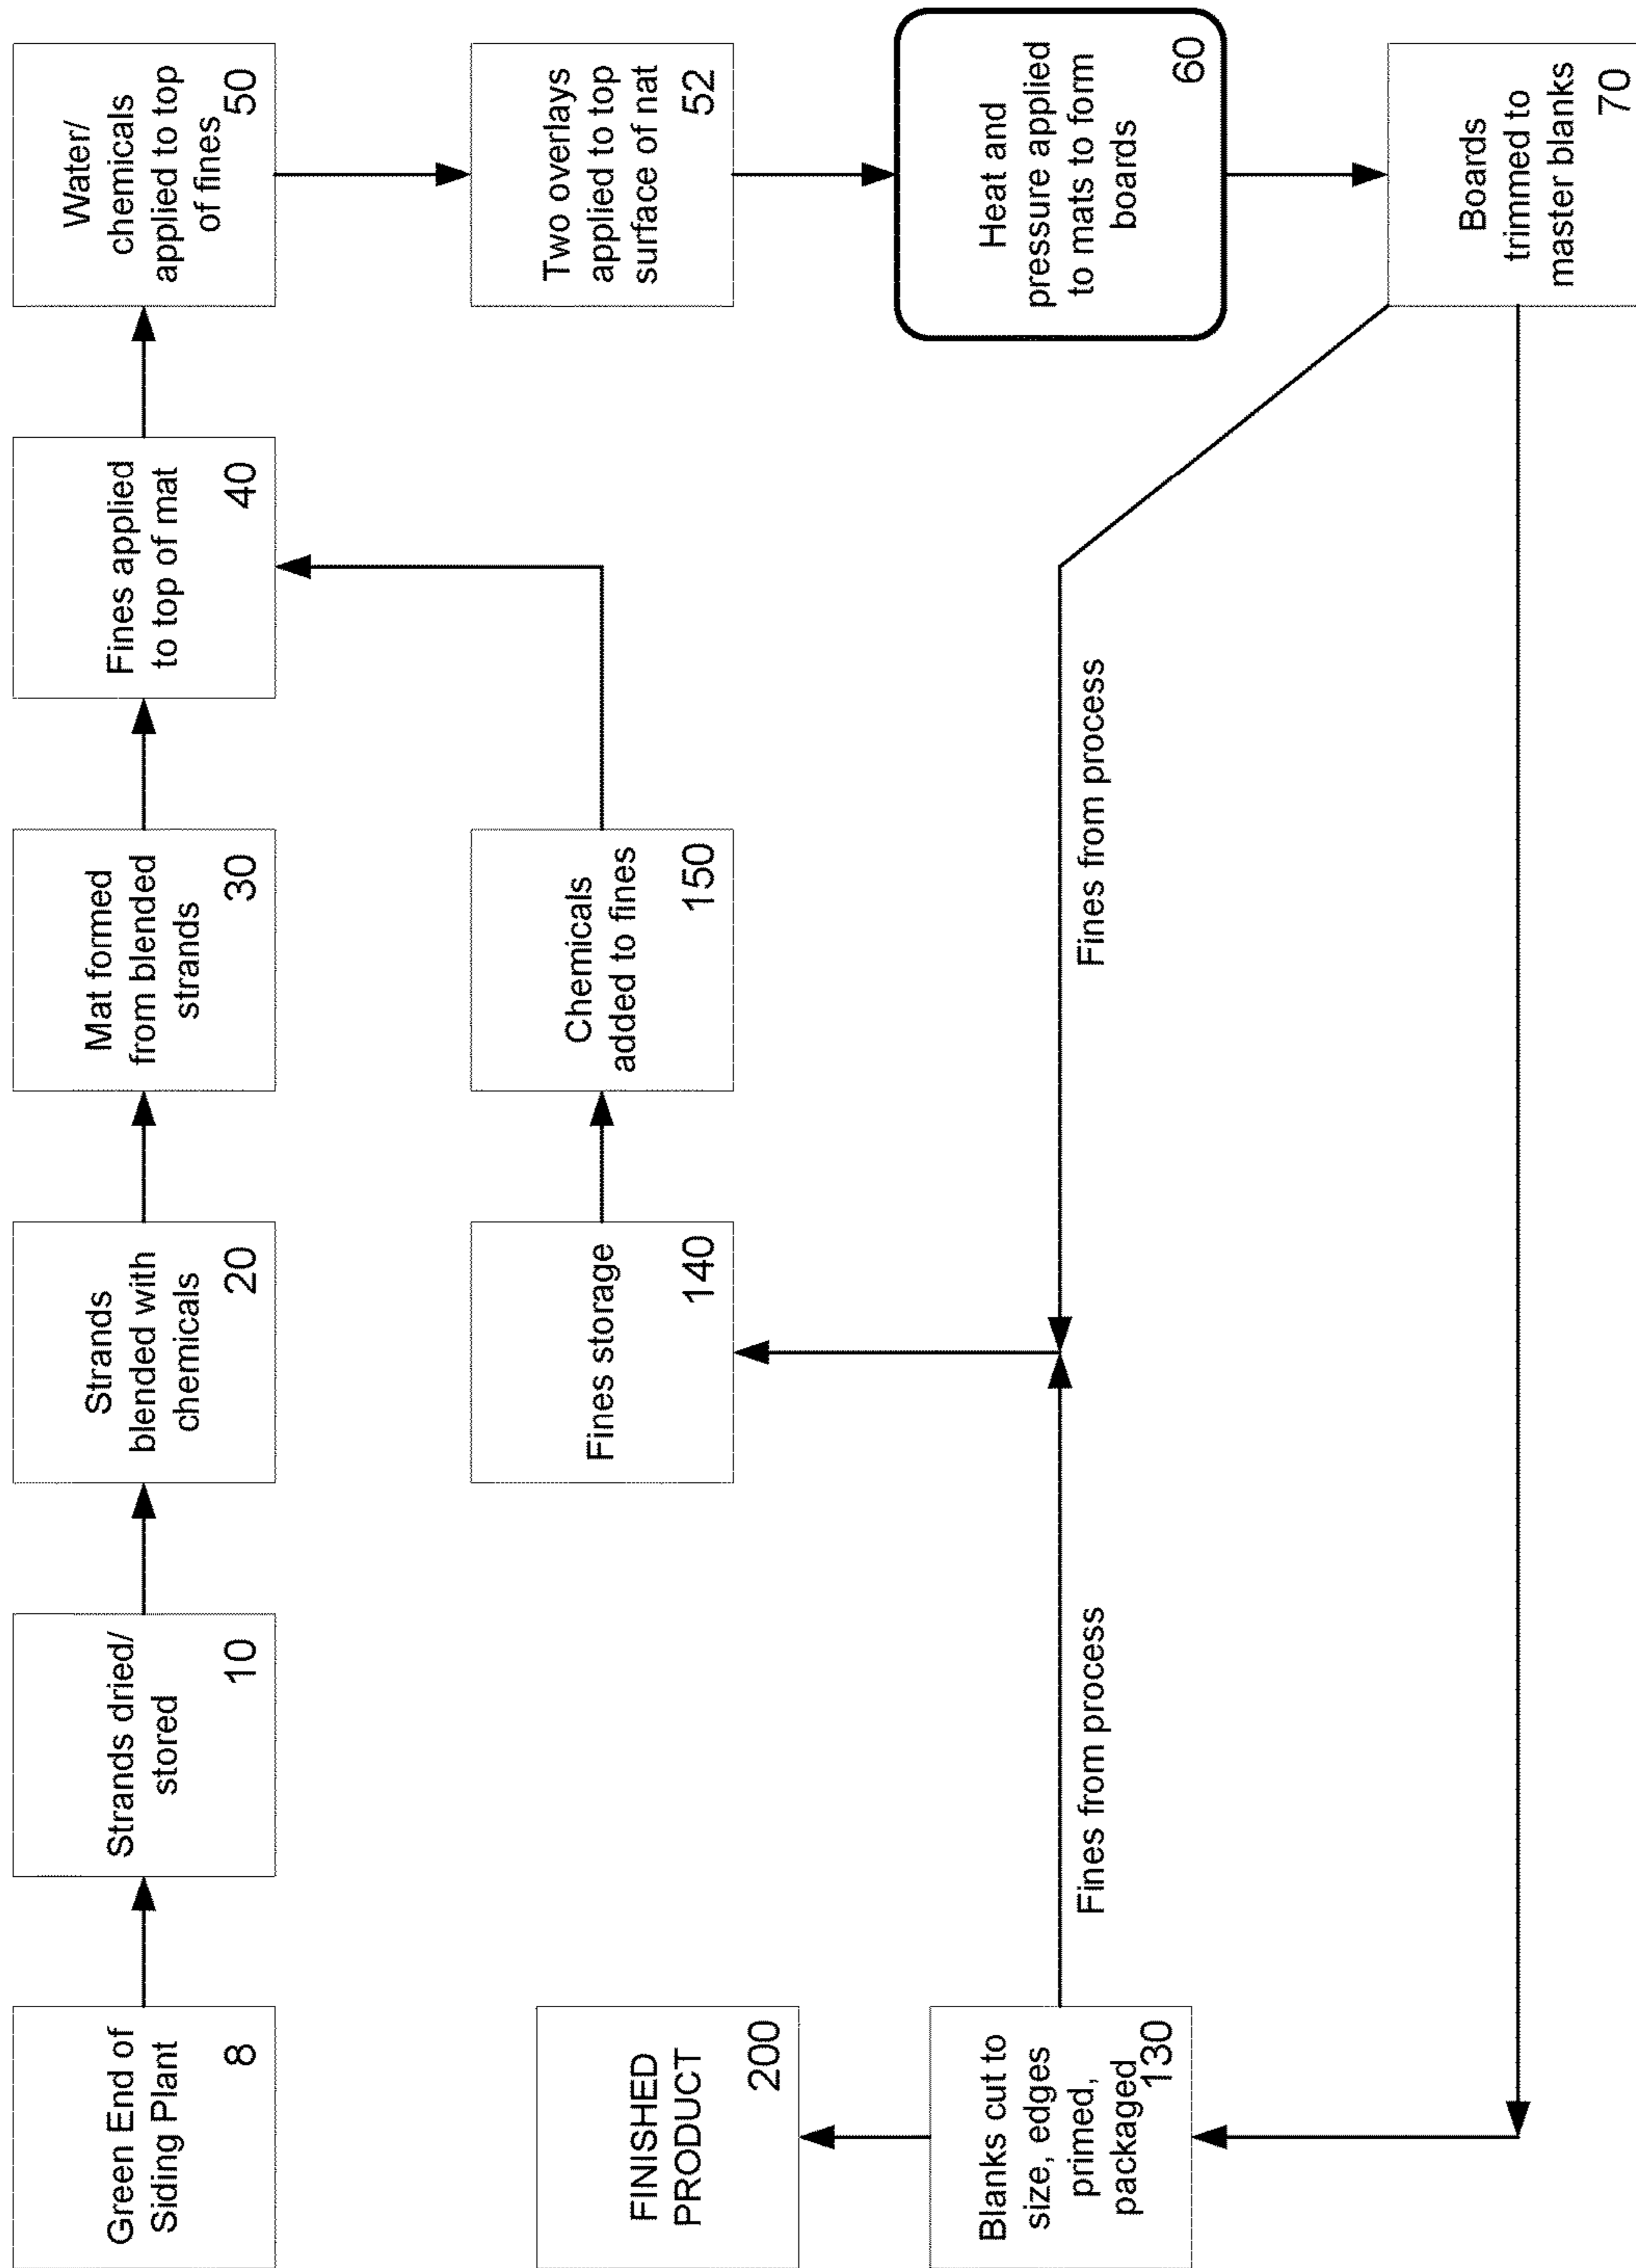 Green End of
Siding Plant
8
Strands dried/
stored
10
Strands
blended with
chemicals
20
Mat formed
from blended
strands
30
Fines applied
to top of mat
40
Water/
chemicals
applied to top
of fines
50
Two overlays
applied to top
surface of nat
52
Heat and
pressure applied
to mats to form
boards
60
Boards
trimmed to
master blanks
70
Fines from process
Fines from process
Fines storage
140
Chemicals
added to fines
150
Blanks cut to
size, edges
primed,
packaged
130
FINISHED
PRODUCT
200